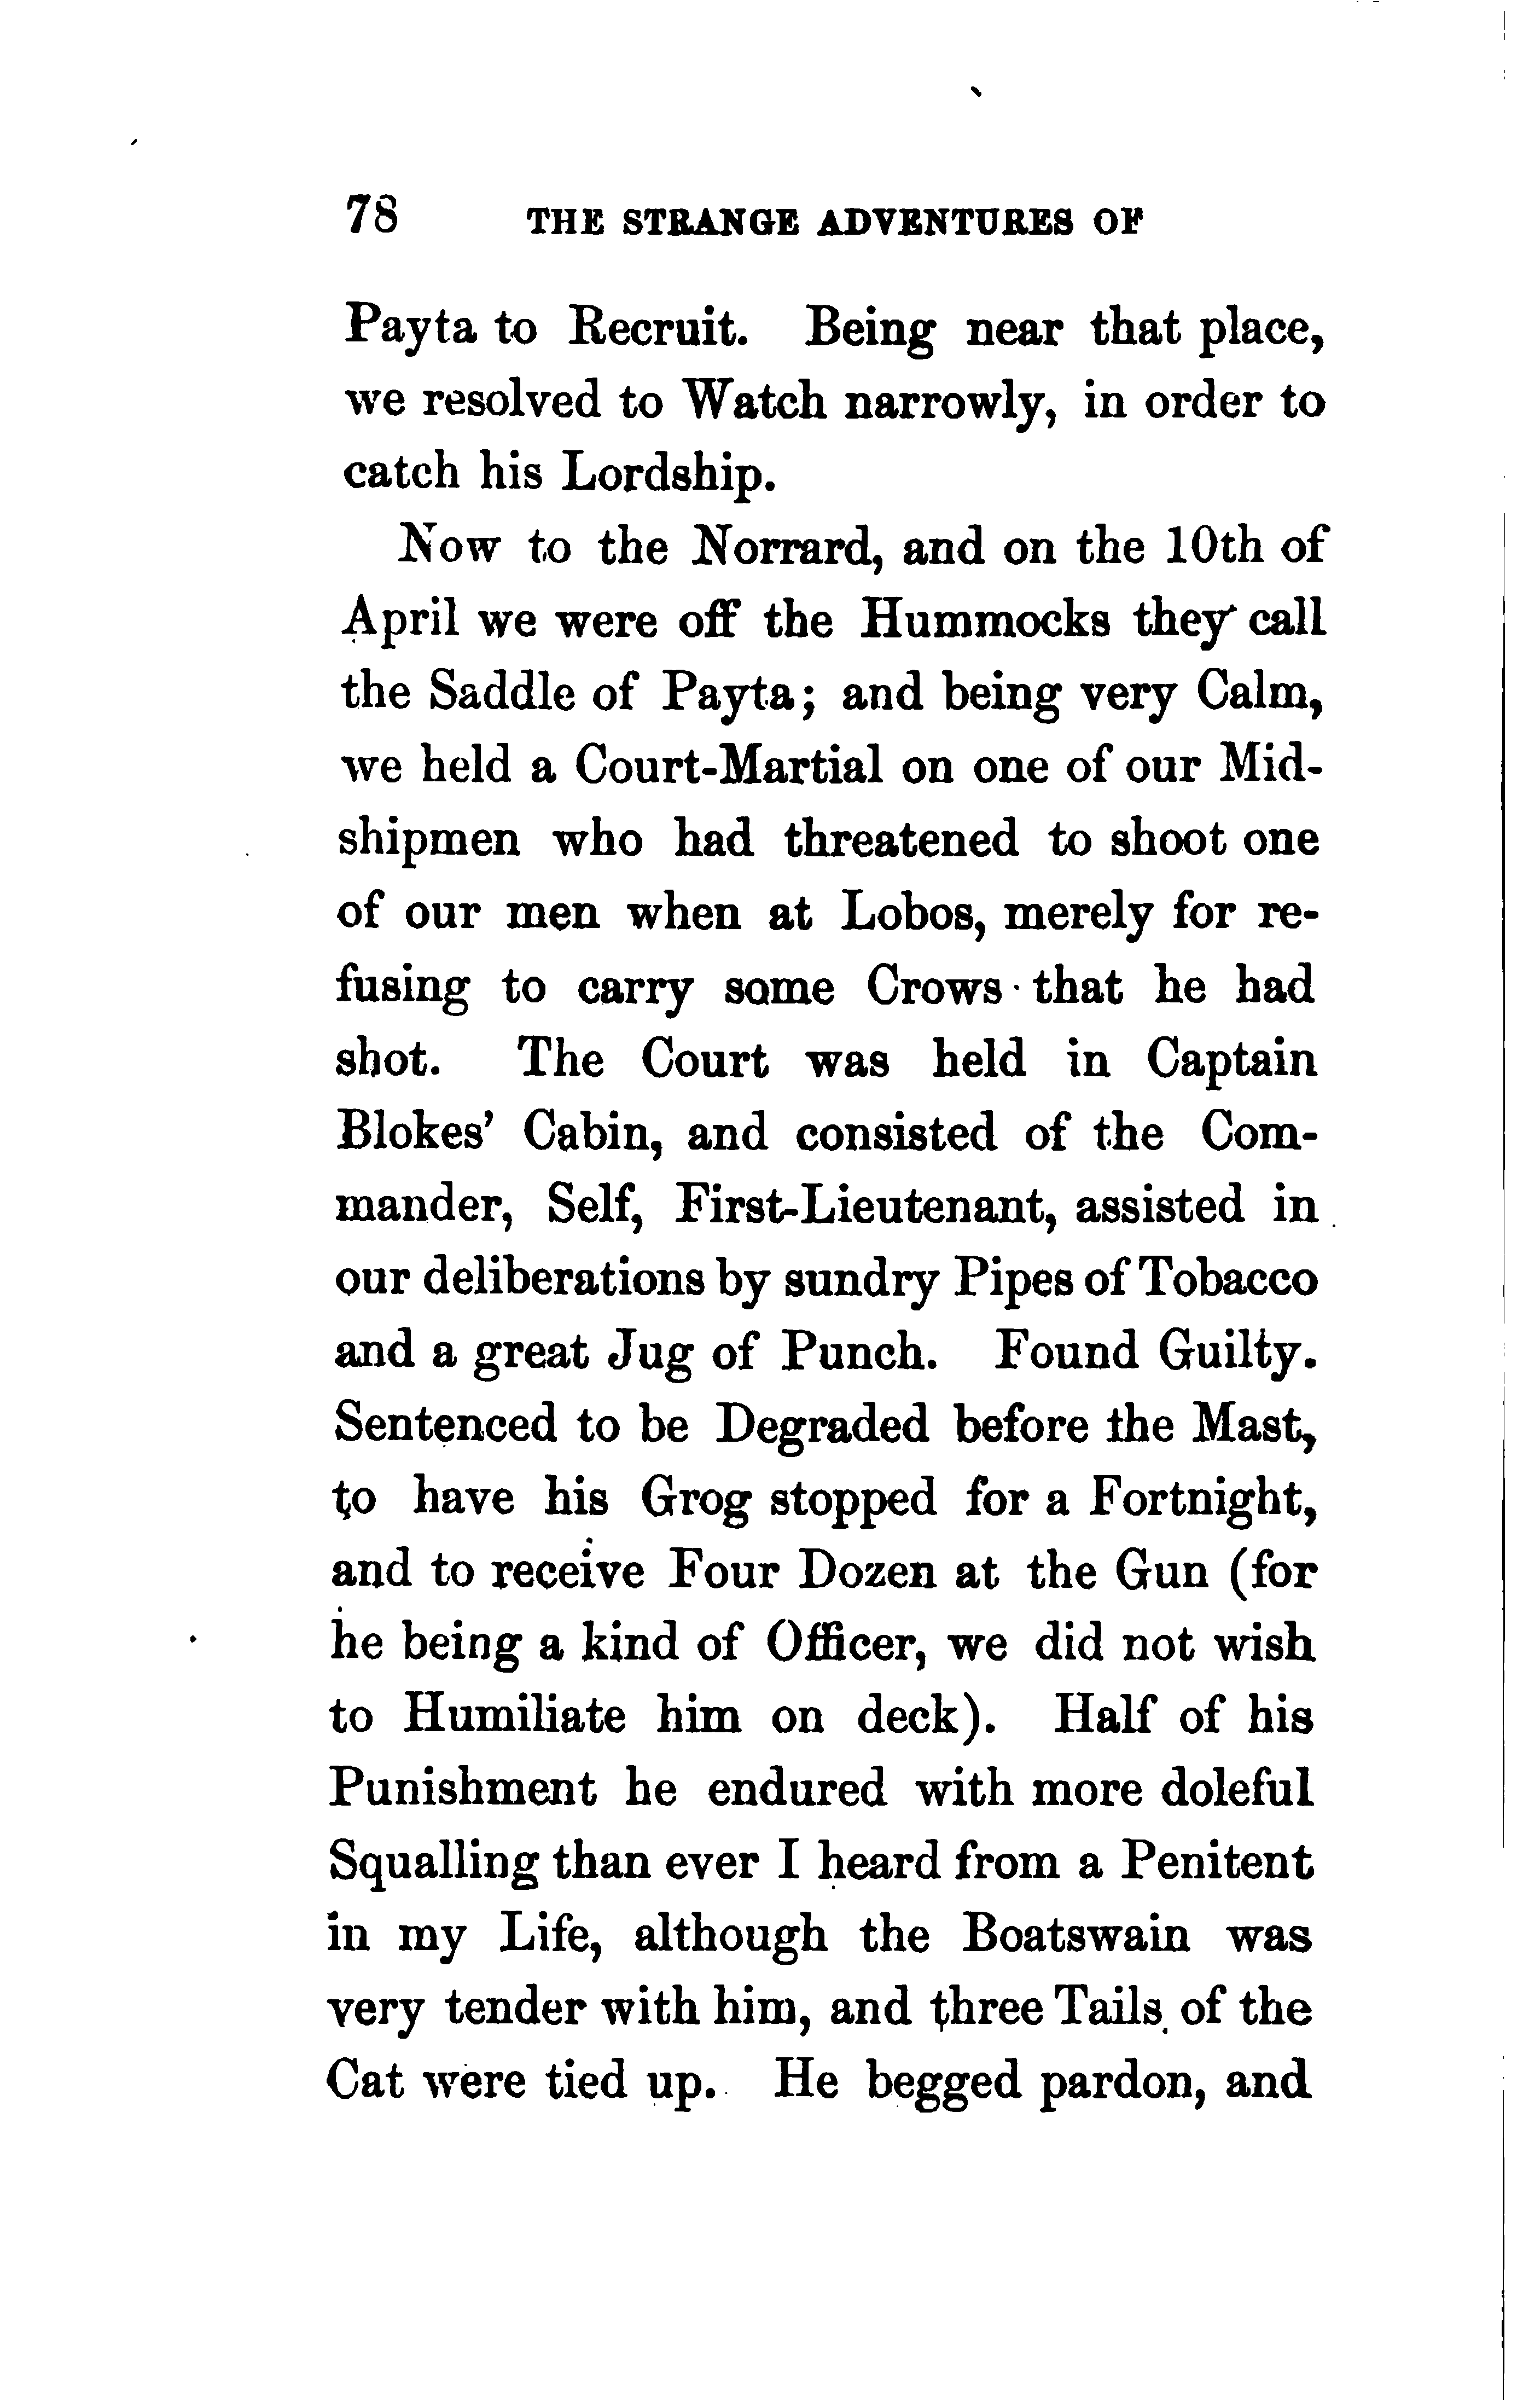 78 THE STRANGE ADVENTURES OF
Payta to Recruit. Being near that place,
we resolved to Watch narrowly, in order to
catch his Lordship.
Now to the Norrard, and on the 10th of
April we were off the Hummocks they call
the Saddle of Payta; and being very Calm,
we held a Court-Martial on one of our Mid-
shipmen who had threatened to shoot one
of our men when at Lobos, merely for re-
fusing to carry some Crows that he had
shot. The Court was held in Captain
Blokes' Cabin, and consisted of the Com-
mander, Self, First-Lieutenant, assisted in
our deliberations by sundry Pipes of Tobacco
and a great Jug of Punch. Found Guilty.
Sentenced to be Degraded before the Mast,
to have his Grog stopped for a Fortnight,
and to receive Four Dozen at the Gun (for
he being a kind of Officer, we did not wish
to Humiliate him on deck). Half of his
Punishment he endured with more doleful
Squalling than ever I heard from a Penitent
in my Life, although the Boatswain was
very tender with him, and three Tails of the
Cat were tied up. He begged pardon, and